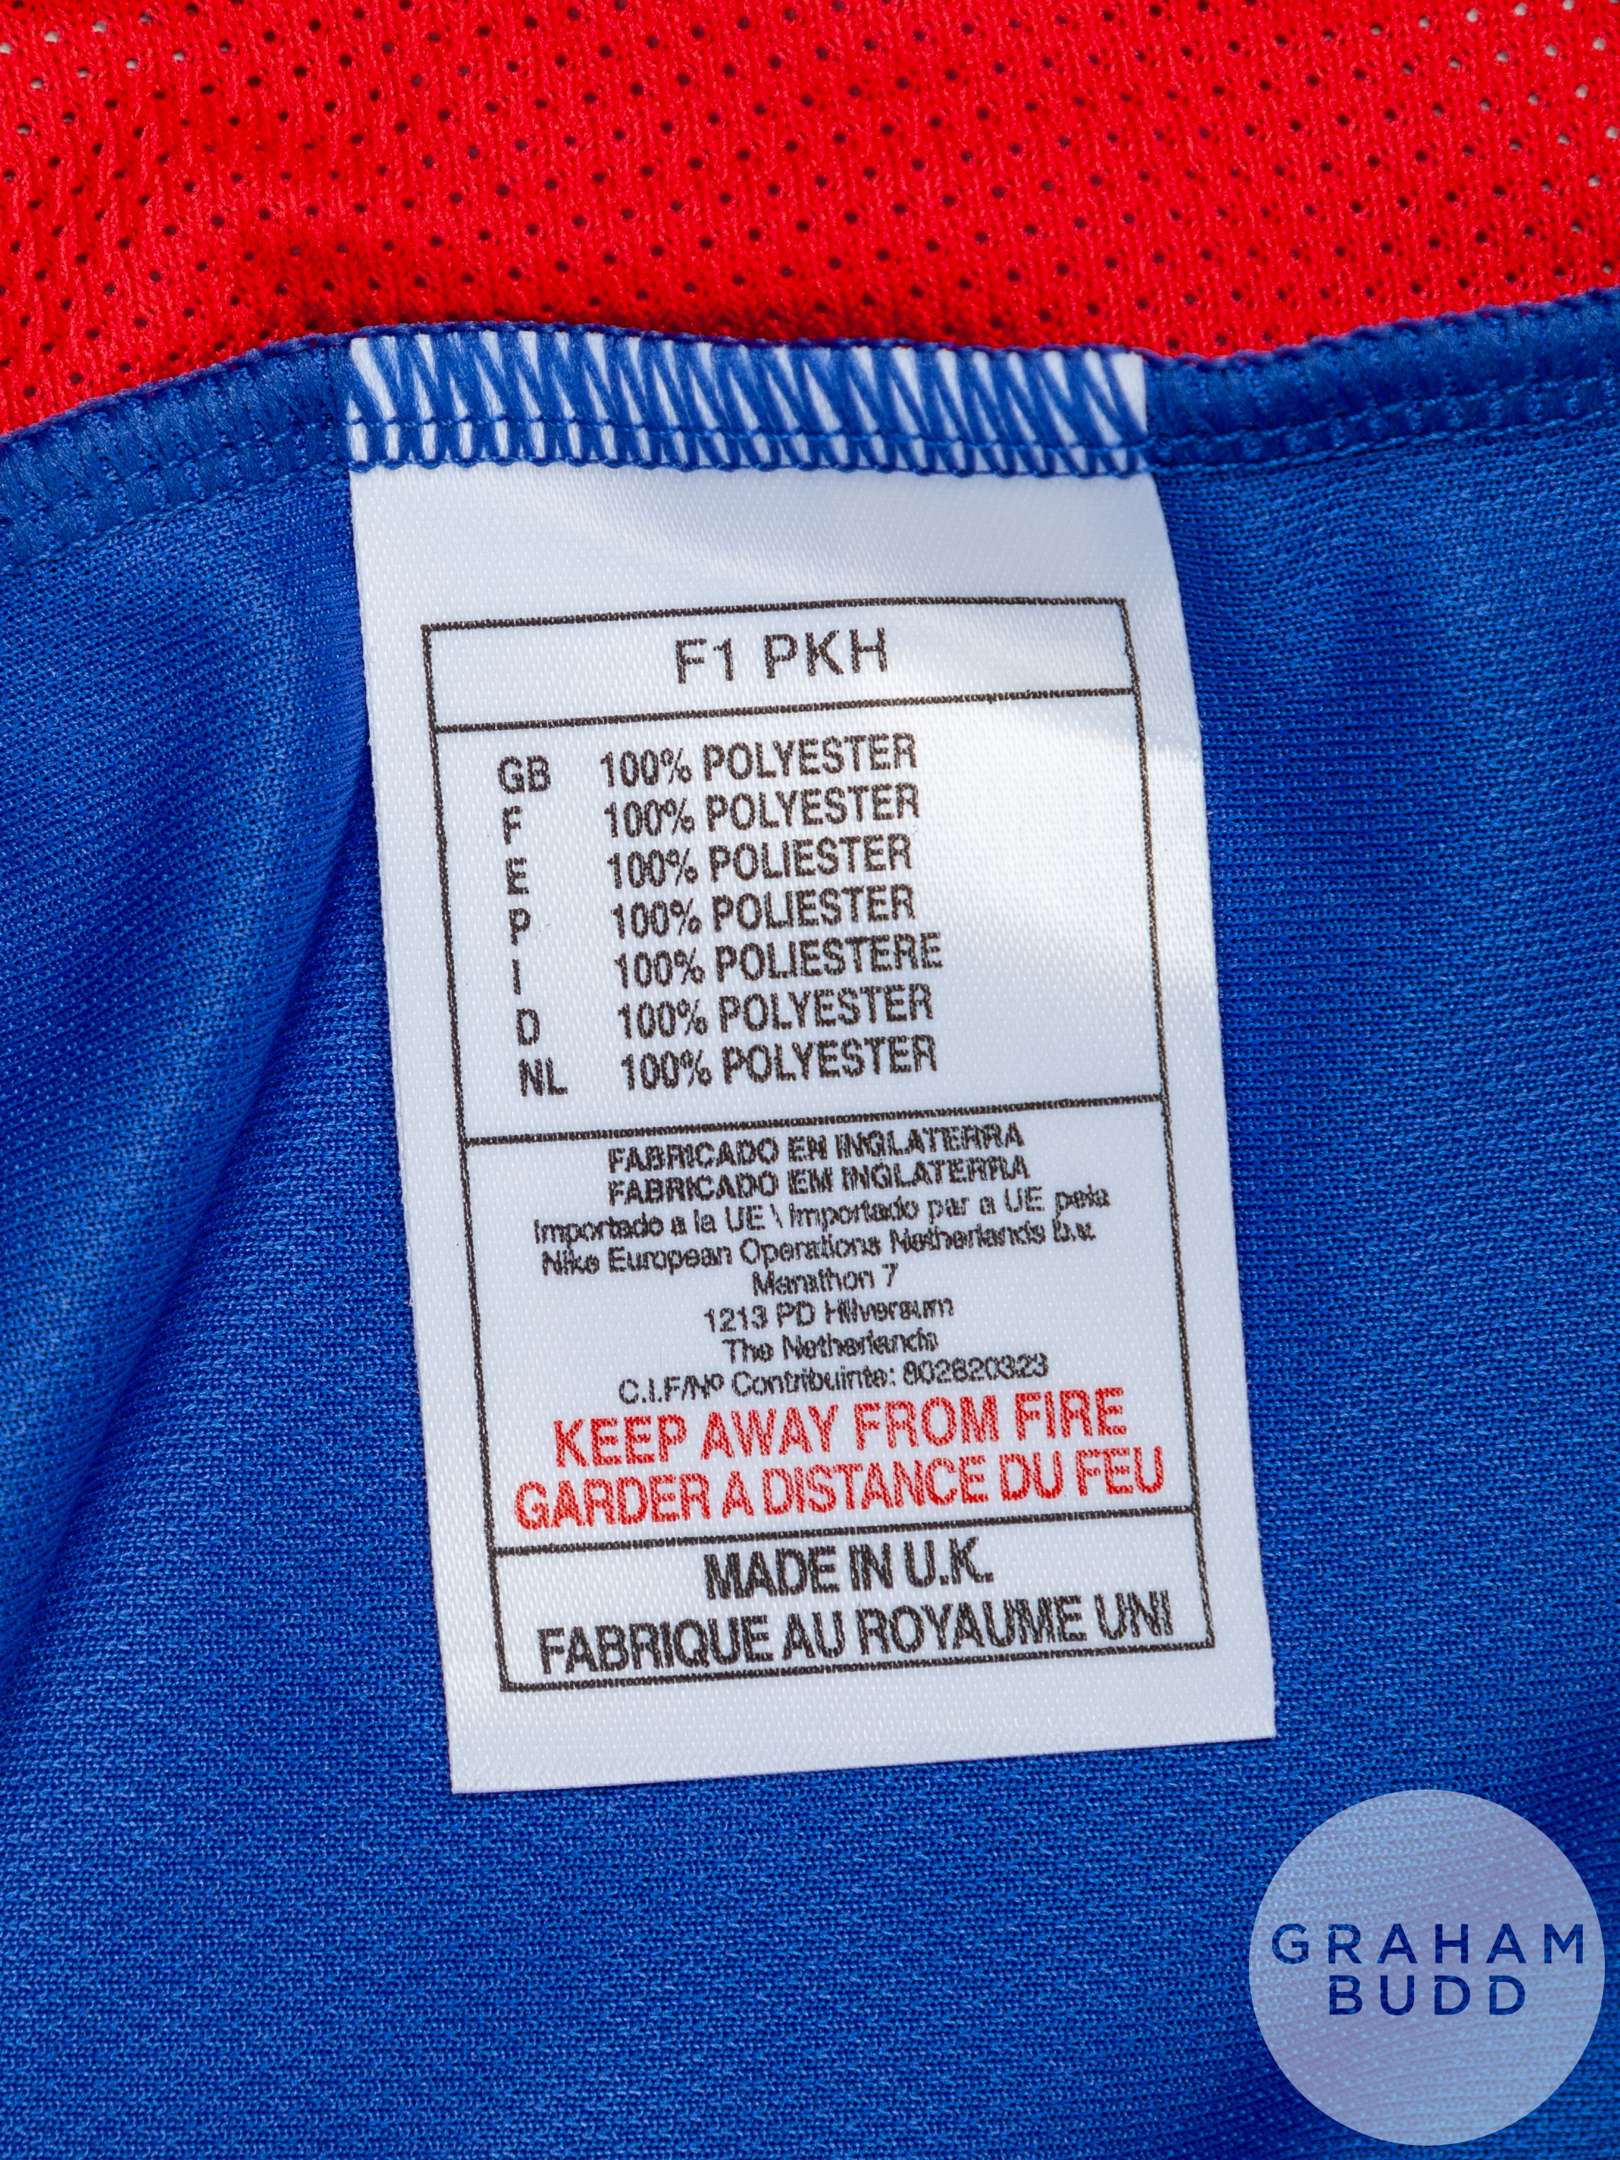 F1 PKH
GB 100% POLYESTER
F 100% POLYESTER
E 100% POLIESTER
P 100% POLIESTER
I 100% POLIESTERE
D 100% POLYESTER
NL 100% POLYESTER
FABRICADO EN INGLATERRA
FABRICADO EM INGLATERRA
Importado a la UE \ Importado par a UE pela
Nike European Operations Netherlands b.v.
Marathon 7
1213 PD Hilversum
The Netherlands
C.I.F/Nº Contribuinte: 802620323
KEEP AWAY FROM FIRE
GARDER A DISTANCE DU FEU
MADE IN U.K.
FABRIQUE AU ROYAUME UNI
GRAHAM
BUDD